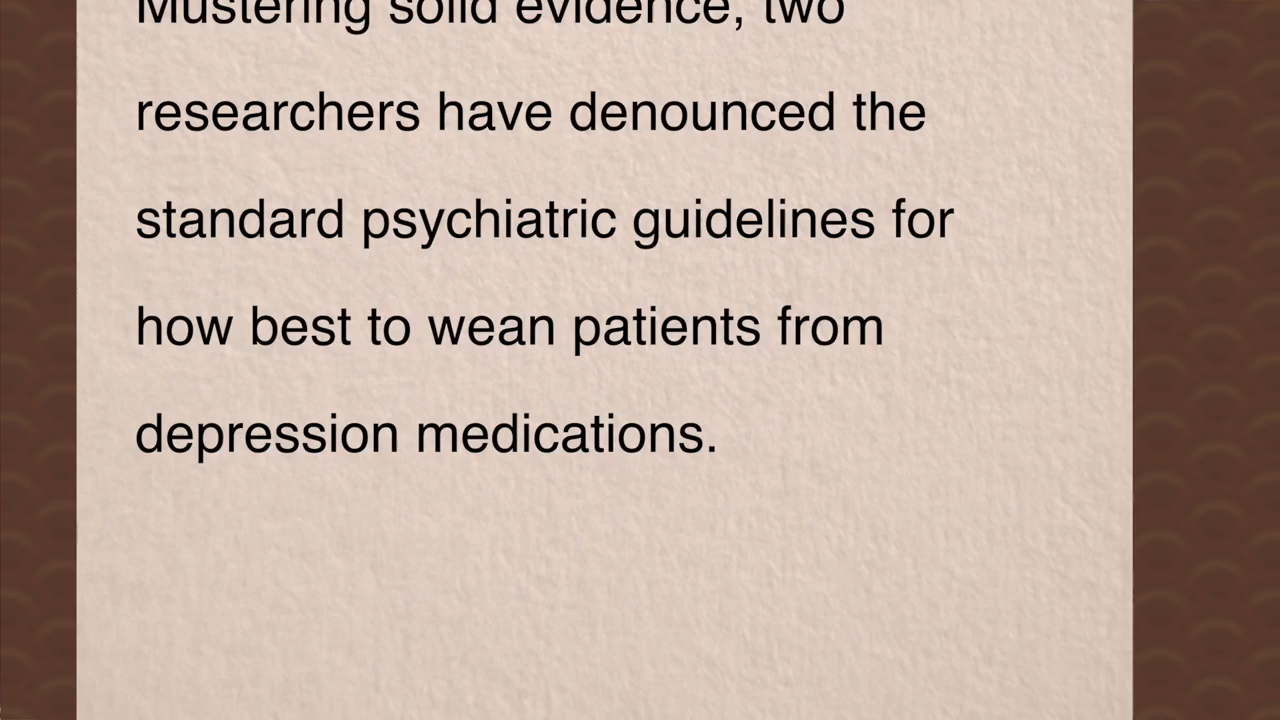 Mustering solid evidence, two
researchers have denounced the
standard psychiatric guidelines for
how best to wean patients from
depression medications.